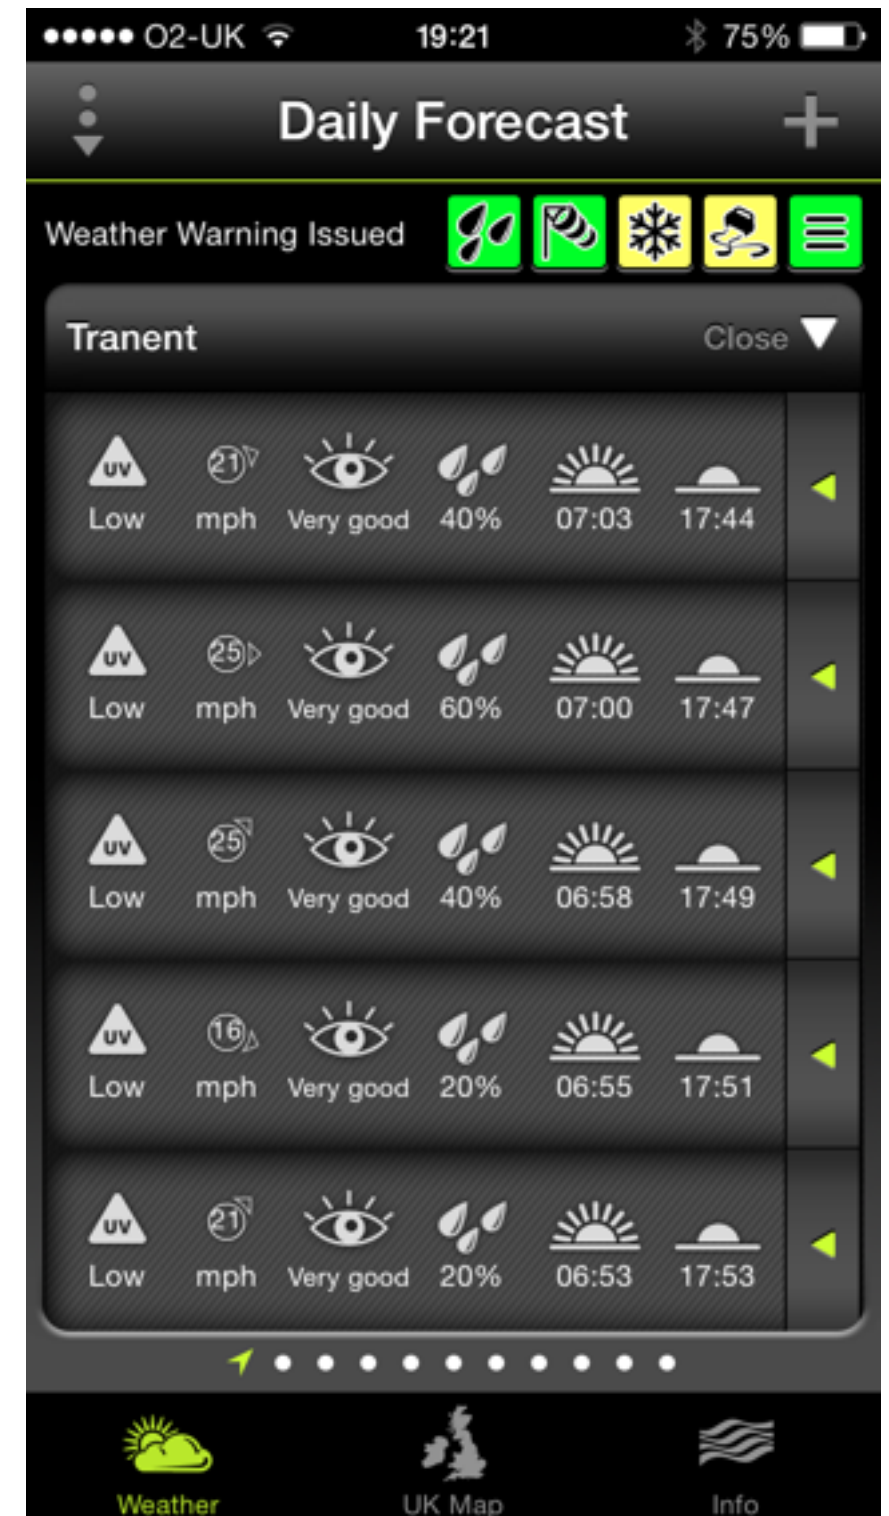 O2-UK 19:21 75%
Daily Forecast
Weather Warning Issued
Tranent Close
UV 21
Low mph Very good 40% 07:03 17:44
UV 25
Low mph Very good 60% 07:00 17:47
UV 25
Low mph Very good 40% 06:58 17:49
UV 16
Low mph Very good 20% 06:55 17:51
UV 21
Low mph Very good 20% 06:53 17:53
Weather UK Map Info